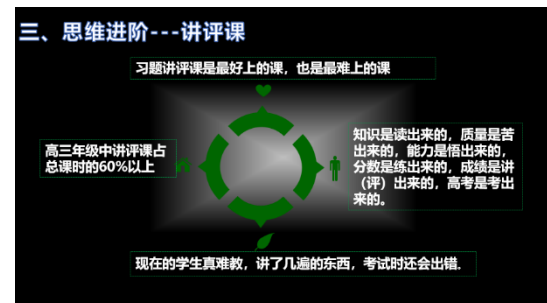 三、思维进阶---讲评课
习题讲评课是最好上的课，也是最难上的课
高三年级中讲评课占
总课时的60%以上
知识是读出来的，质量是苦
出来的，能力是悟出来的，
分数是练出来的，成绩是讲
（评）出来的，高考是考出
来的。
现在的学生真难教，讲了几遍的东西，考试时还会出错.